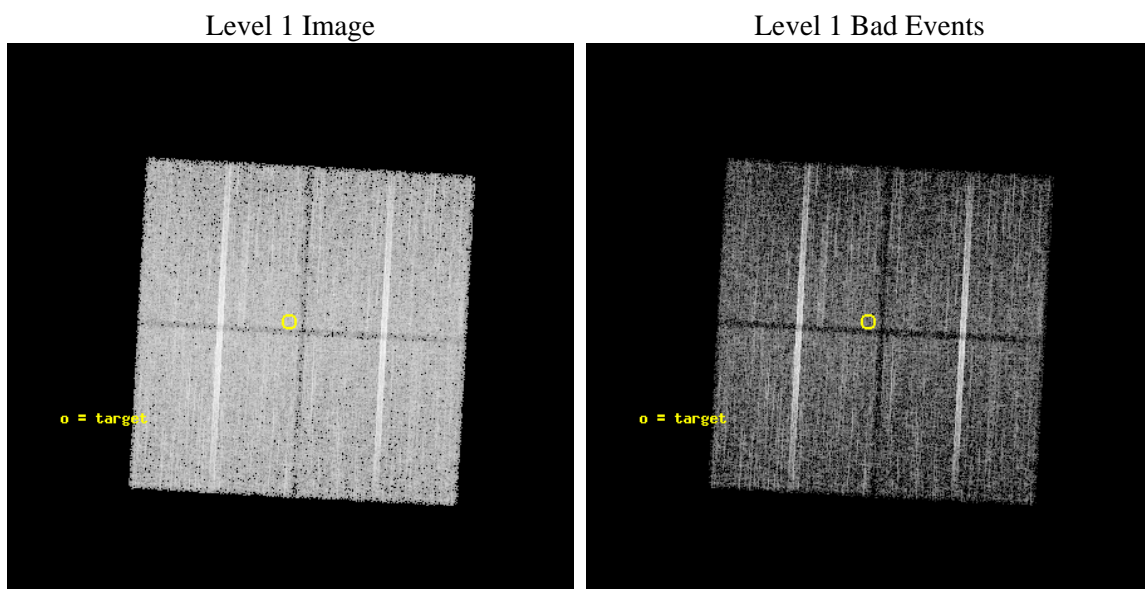 Level 1 Image
Level 1 Bad Events
o = target
o = target